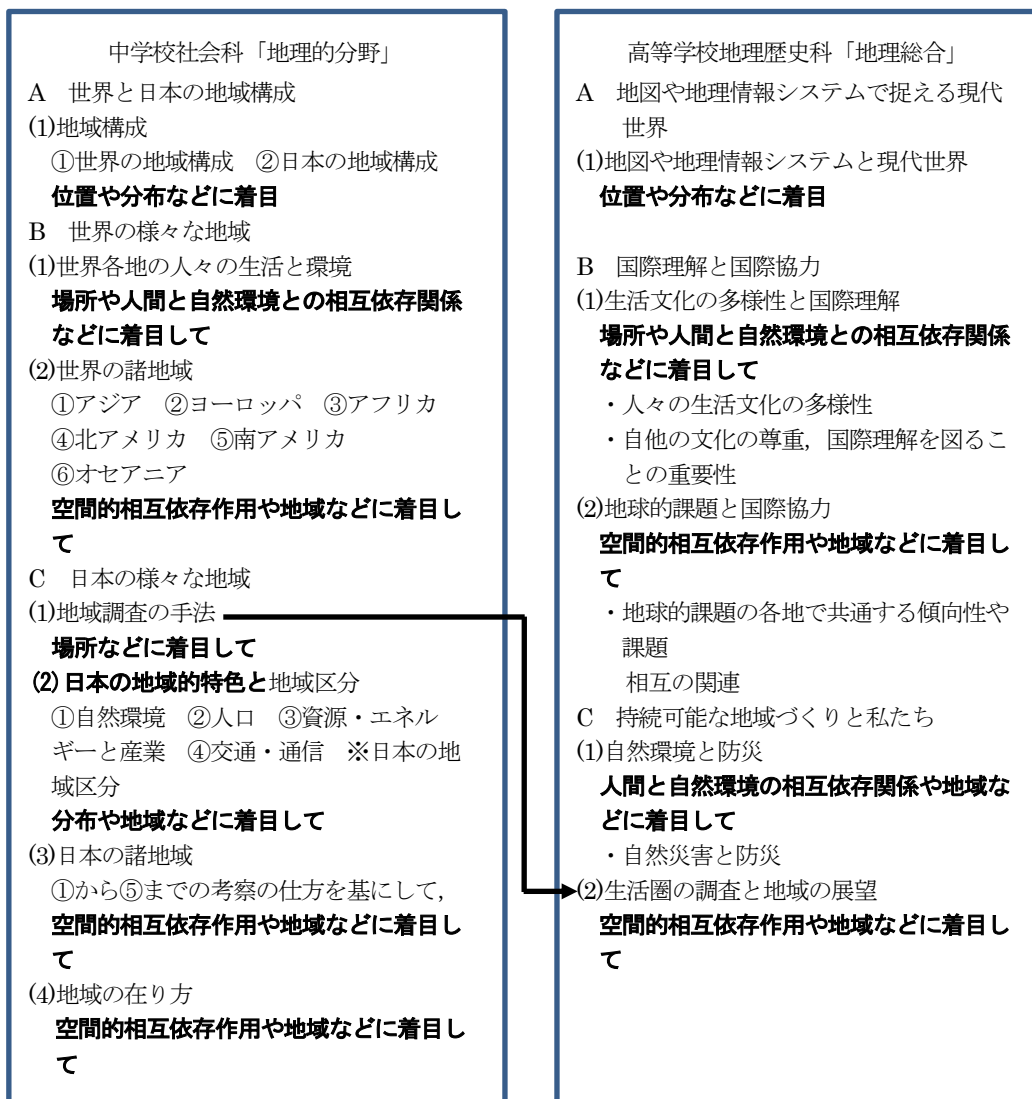 中学校社会科「地理的分野」
A　世界と日本の地域構成
(1)地域構成
①世界の地域構成　②日本の地域構成
位置や分布などに着目
B　世界の様々な地域
(1)世界各地の人々の生活と環境
場所や人間と自然環境との相互依存関係
などに着目して
(2)世界の諸地域
①アジア　②ヨーロッパ　③アフリカ
④北アメリカ　⑤南アメリカ
⑥オセアニア
空間的相互依存作用や地域などに着目し
て
C　日本の様々な地域
(1)地域調査の手法
場所などに着目して
(2)日本の地域的特色と地域区分
①自然環境　②人口　③資源・エネル
ギーと産業　④交通・通信　※日本の地
域区分
分布や地域などに着目して
(3)日本の諸地域
①から⑤までの考察の仕方を基にして，
空間的相互依存作用や地域などに着目し
て
(4)地域の在り方
空間的相互依存作用や地域などに着目し
て
高等学校地理歴史科「地理総合」
A　地図や地理情報システムで捉える現代
世界
(1)地図や地理情報システムと現代世界
位置や分布などに着目
B　国際理解と国際協力
(1)生活文化の多様性と国際理解
場所や人間と自然環境との相互依存関係
などに着目して
・人々の生活文化の多様性
・自他の文化の尊重，国際理解を図るこ
との重要性
(2)地球的課題と国際協力
空間的相互依存作用や地域などに着目し
て
・地球的課題の各地で共通する傾向性や
課題
相互の関連
C　持続可能な地域づくりと私たち
(1)自然環境と防災
人間と自然環境の相互依存関係や地域な
どに着目して
・自然災害と防災
(2)生活圏の調査と地域の展望
空間的相互依存作用や地域などに着目し
て